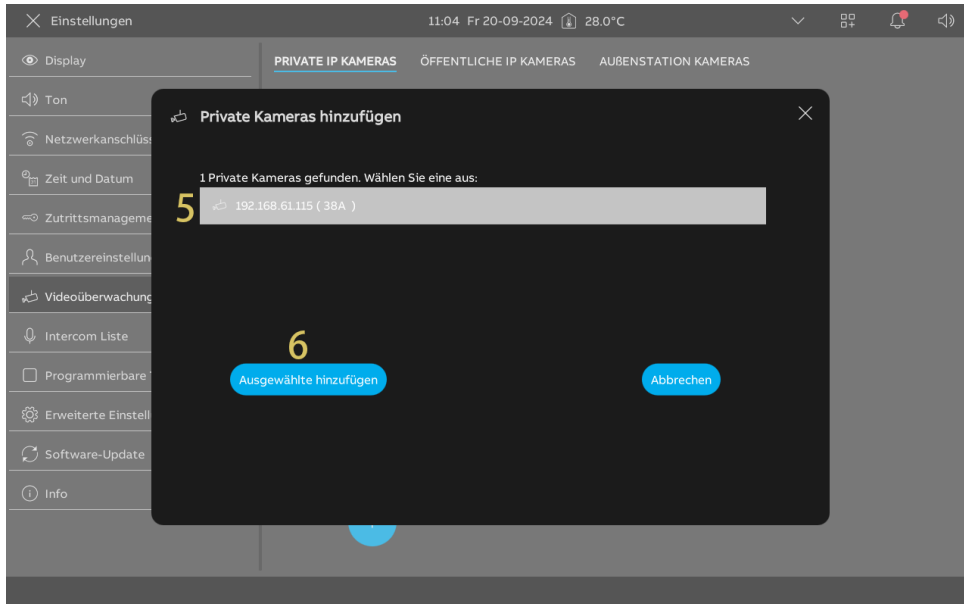 Einstellungen
11:04 Fr 20-09-2024 28.0°C
Display
PRIVATE IP KAMERAS ÖFFENTLICHE IP KAMERAS AUßENSTATION KAMERAS
Ton
Private Kameras hinzufügen
Netzwerkanschlüss
1 Private Kameras gefunden. Wählen Sie eine aus:
Zeit und Datum
5
192.168.61.115 ( 38A )
Zutrittsmanageme
Benutzereinstellun
Videoüberwachung
Intercom Liste
6
Programmierbare
Ausgewählte hinzufügen
Abbrechen
Erweiterte Einstell
Software-Update
Info